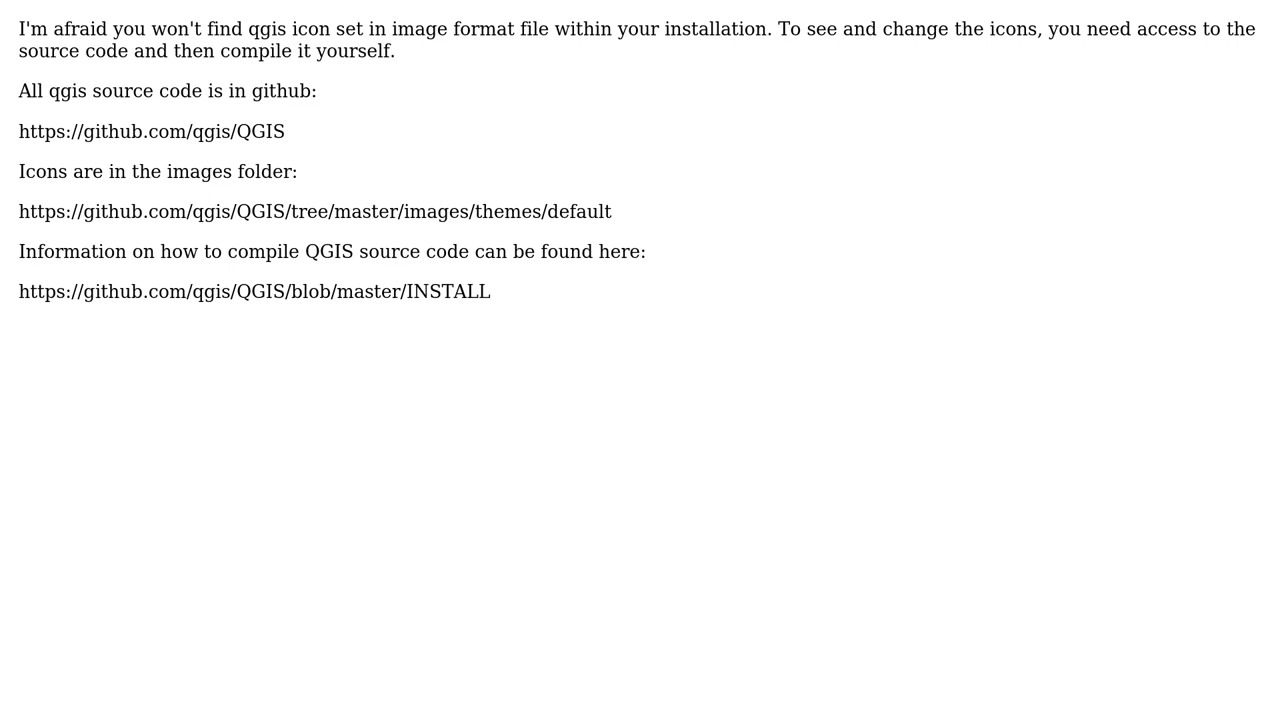 I'm afraid you won't find qgis icon set in image format file within your installation. To see and change the icons, you need access to the
source code and then compile it yourself.
All qgis source code is in github:
https://github.com/qgis/QGIS
Icons are in the images folder:
https://github.com/qgis/QGIS/tree/master/images/themes/default
Information on how to compile QGIS source code can be found here:
https://github.com/qgis/QGIS/blob/master/INSTALL